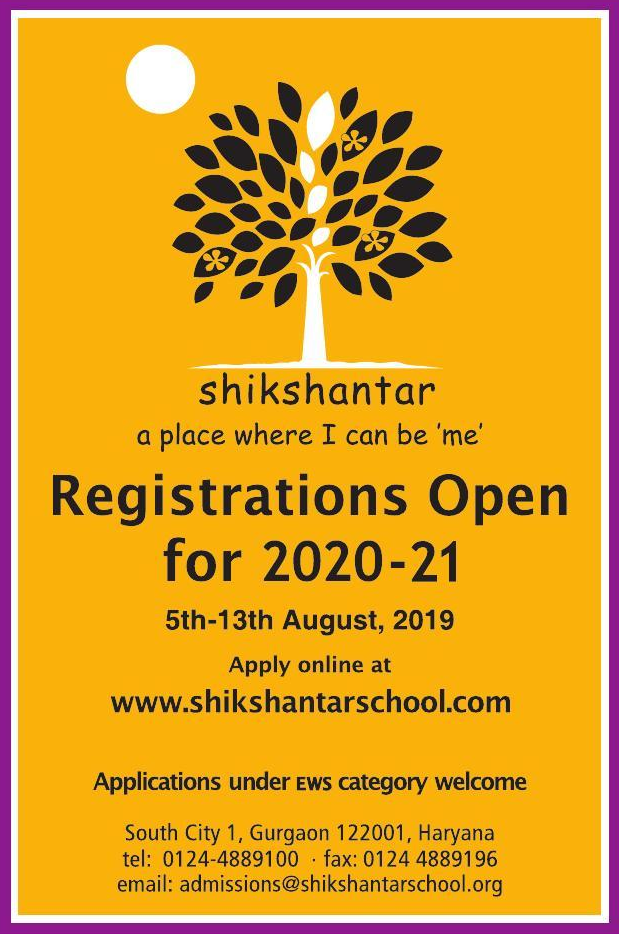 shikshantar
a place where I can be 'me'
Registrations Open
for 2020-21
5th-13th August, 2019
Apply online at
www.shikshantarschool.com
Applications under EWS category welcome
South City 1, Gurgaon 122001, Haryana
tel: 0124-4889100 · fax: 0124 4889196
email: admissions@shikshantarschool.org